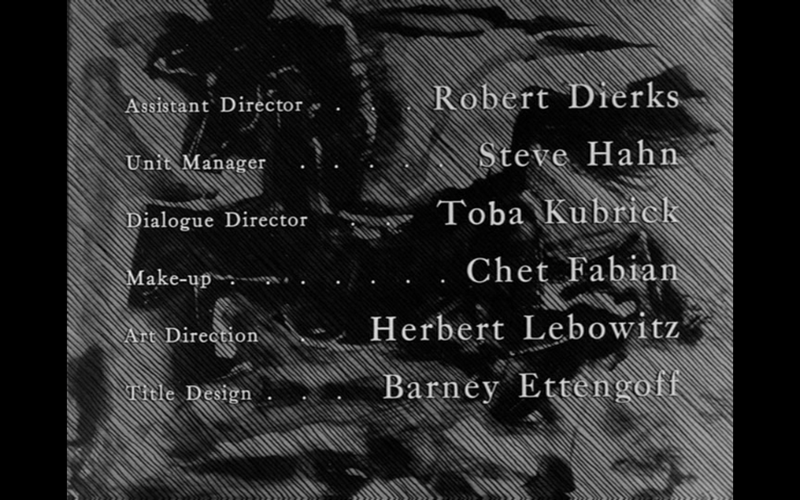 Assistant Director . . . Robert Dierks
Unit Manager . . . . . Steve Hahn
Dialogue Director . . Toba Kubrick
Make-up . . . . . . . Chet Fabian
Art Direction . Herbert Lebowitz
Title Design . . . Barney Ettengoff